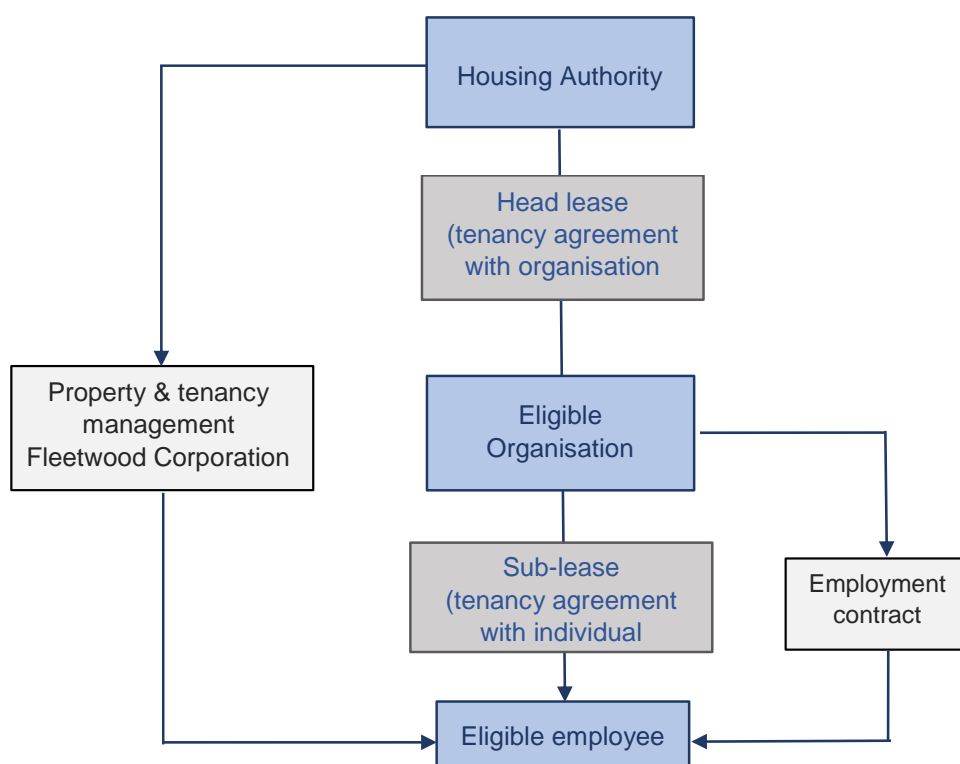 Housing Authority
Head lease
(tenancy agreement
with organisation
Property & tenancy
management
Fleetwood Corporation
Eligible
Organisation
Sub-lease
(tenancy agreement
with individual
Employment
contract
Eligible employee